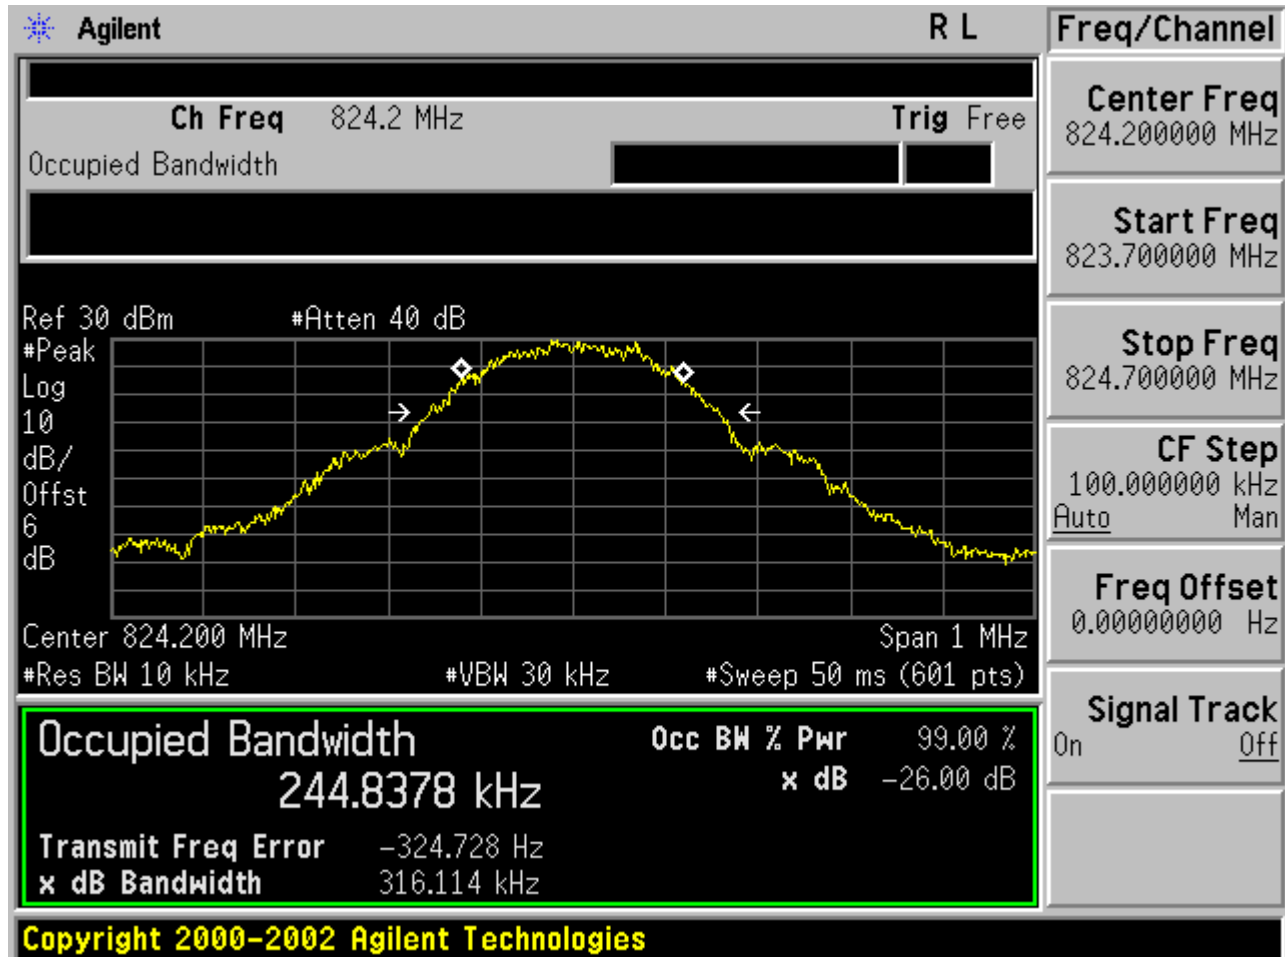 Agilent R L Freq/Channel
Ch Freq 824.2 MHz Trig Free
Occupied Bandwidth
Center Freq
824.200000 MHz
Start Freq
823.700000 MHz
Stop Freq
824.700000 MHz
CF Step
100.000000 kHz
Auto Man
Freq Offset
0.00000000 Hz
Signal Track
On Off
Ref 30 dBm #Atten 40 dB
#Peak
Log
10
dB/
Offst
6
dB
Center 824.200 MHz Span 1 MHz
#Res BW 10 kHz #VBW 30 kHz #Sweep 50 ms (601 pts)
Occupied Bandwidth Occ BW % Pwr 99.00 %
244.8378 kHz x dB -26.00 dB
Transmit Freq Error -324.728 Hz
x dB Bandwidth 316.114 kHz
Copyright 2000-2002 Agilent Technologies